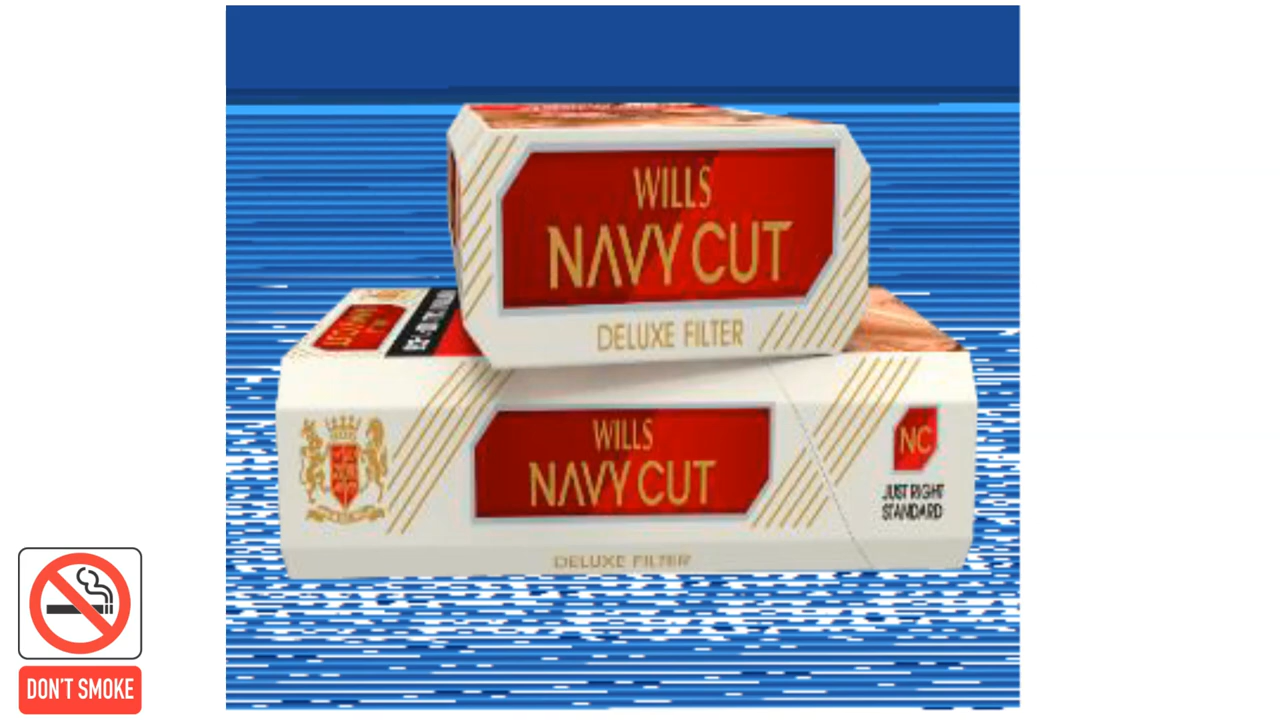 WILLS
NAVY CUT
DELUXE FILTER
WILLS
NAVY CUT
NC
JUST RIGHT
STANDARD
DELUXE FILTER
DON'T SMOKE